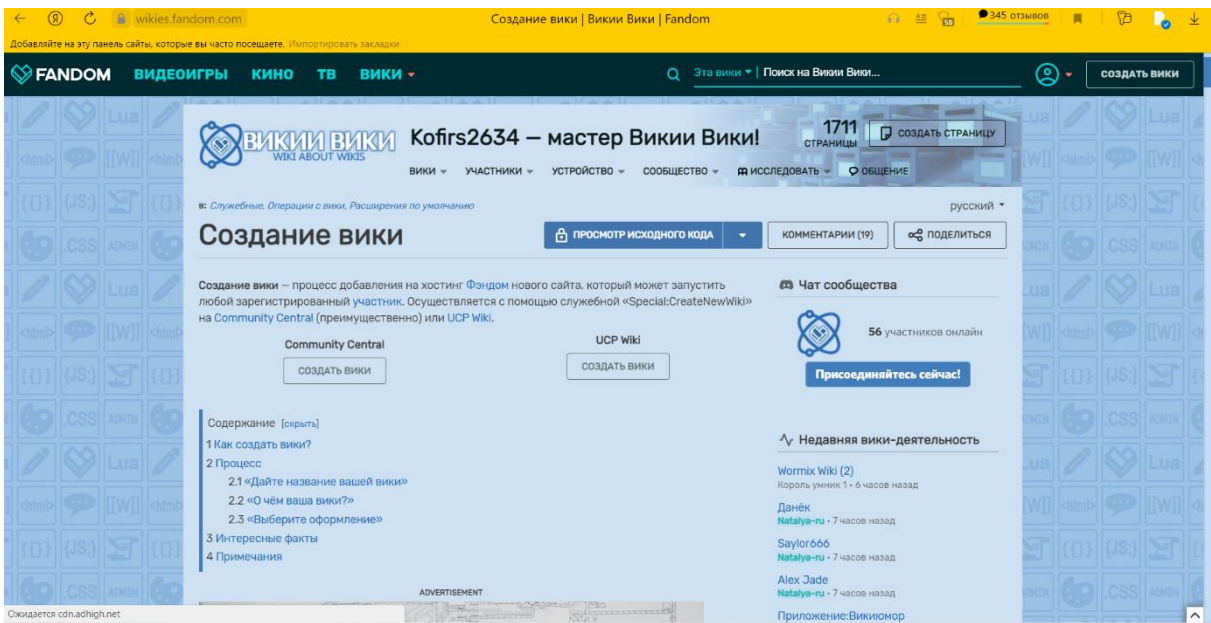 wikies.fandom.com
Создание вики | Викии Вики | Fandom
50
345 отзывов
Добавляйте на эту панель сайты, которые вы часто посещаете. Импортировать закладки
FANDOM ВИДЕОИГРЫ КИНО ТВ ВИКИ
Эта вики | Поиск на Викии Вики...
СОЗДАТЬ ВИКИ
ВИКИИ ВИКИ
WIKI ABOUT WIKIS
Kofirs2634 — мастер Викии Вики!
1711
СТРАНИЦЫ
СОЗДАТЬ СТРАНИЦУ
ВИКИ УЧАСТНИКИ УСТРОЙСТВО СООБЩЕСТВО ИССЛЕДОВАТЬ ОБЩЕНИЕ
в: Служебные, Операции с вики, Расширения по умолчанию
русский
Создание вики
ПРОСМОТР ИСХОДНОГО КОДА
КОММЕНТАРИИ (19)
ПОДЕЛИТЬСЯ
Создание вики — процесс добавления на хостинг Фэндом нового сайта, который может запустить
любой зарегистрированный участник. Осуществляется с помощью служебной «Special:CreateNewWiki»
на Community Central (преимущественно) или UCP Wiki.
Community Central
UCP Wiki
СОЗДАТЬ ВИКИ
СОЗДАТЬ ВИКИ
Содержание [скрыть]
1 Как создать вики?
2 Процесс
2.1 «Дайте название вашей вики»
2.2 «О чём ваша вики?»
2.3 «Выберите оформление»
3 Интересные факты
4 Примечания
ADVERTISEMENT
Чат сообщества
56 участников онлайн
Присоединяйтесь сейчас!
Недавняя вики-деятельность
Wormix Wiki (2)
Король умник 1 • 6 часов назад
Данёк
Natalya-ru • 7 часов назад
Saylor666
Natalya-ru • 7 часов назад
Alex Jade
Natalya-ru • 7 часов назад
Приложение:Викиюмор
Ожидается cdn.adhigh.net